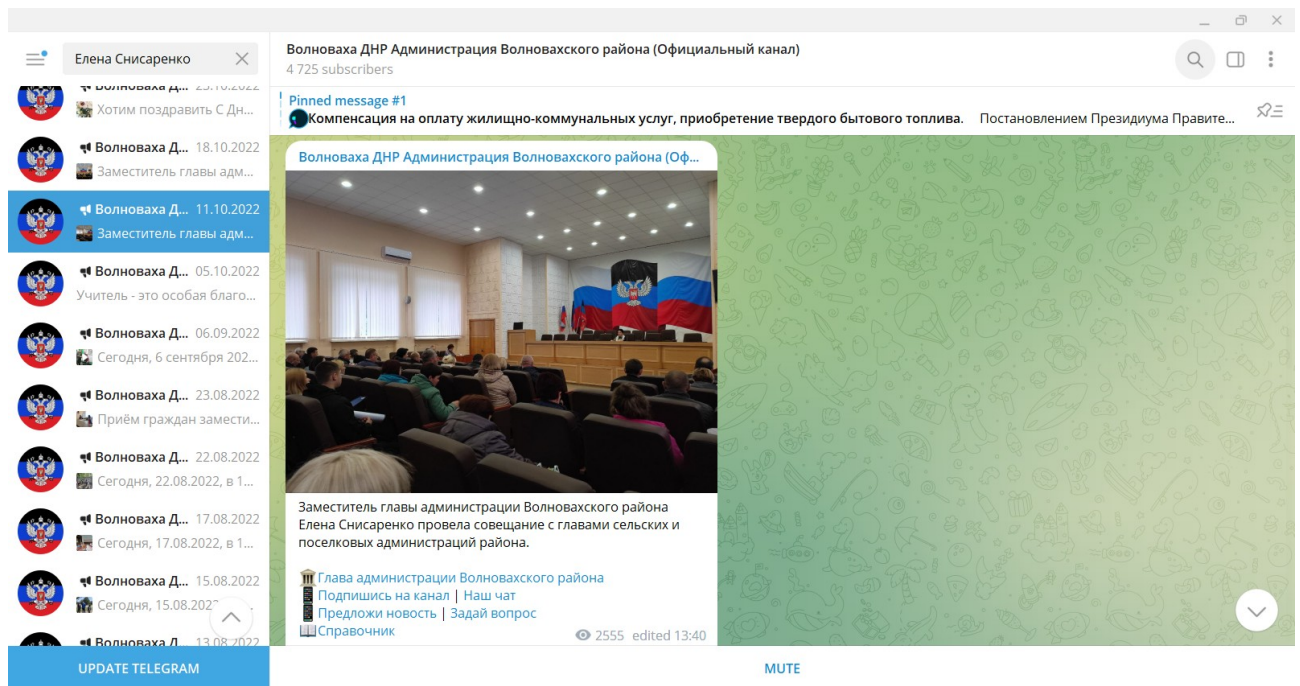 Елена Снисаренко
Хотим поздравить С Дн...
Волноваха Д... 18.10.2022
Заместитель главы адм...
Волноваха Д... 11.10.2022
Заместитель главы адм...
Волноваха Д... 05.10.2022
Учитель - это особая благо...
Волноваха Д... 06.09.2022
Сегодня, 6 сентября 202...
Волноваха Д... 23.08.2022
Приём граждан замести...
Волноваха Д... 22.08.2022
Сегодня, 22.08.2022, в 1...
Волноваха Д... 17.08.2022
Сегодня, 17.08.2022, в 1...
Волноваха Д... 15.08.2022
Сегодня, 15.08.202
Волноваха Д... 13.08.2022
UPDATE TELEGRAM
Волноваха ДНР Администрация Волновахского района (Официальный канал)
4 725 subscribers
Pinned message #1
Компенсация на оплату жилищно-коммунальных услуг, приобретение твердого бытового топлива. Постановлением Президиума Правите...
Волноваха ДНР Администрация Волновахского района (Оф...
Заместитель главы администрации Волновахского района
Елена Снисаренко провела совещание с главами сельских и
поселковых администраций района.
Глава администрации Волновахского района
Подпишись на канал | Наш чат
Предложи новость | Задай вопрос
Справочник
2555 edited 13:40
MUTE